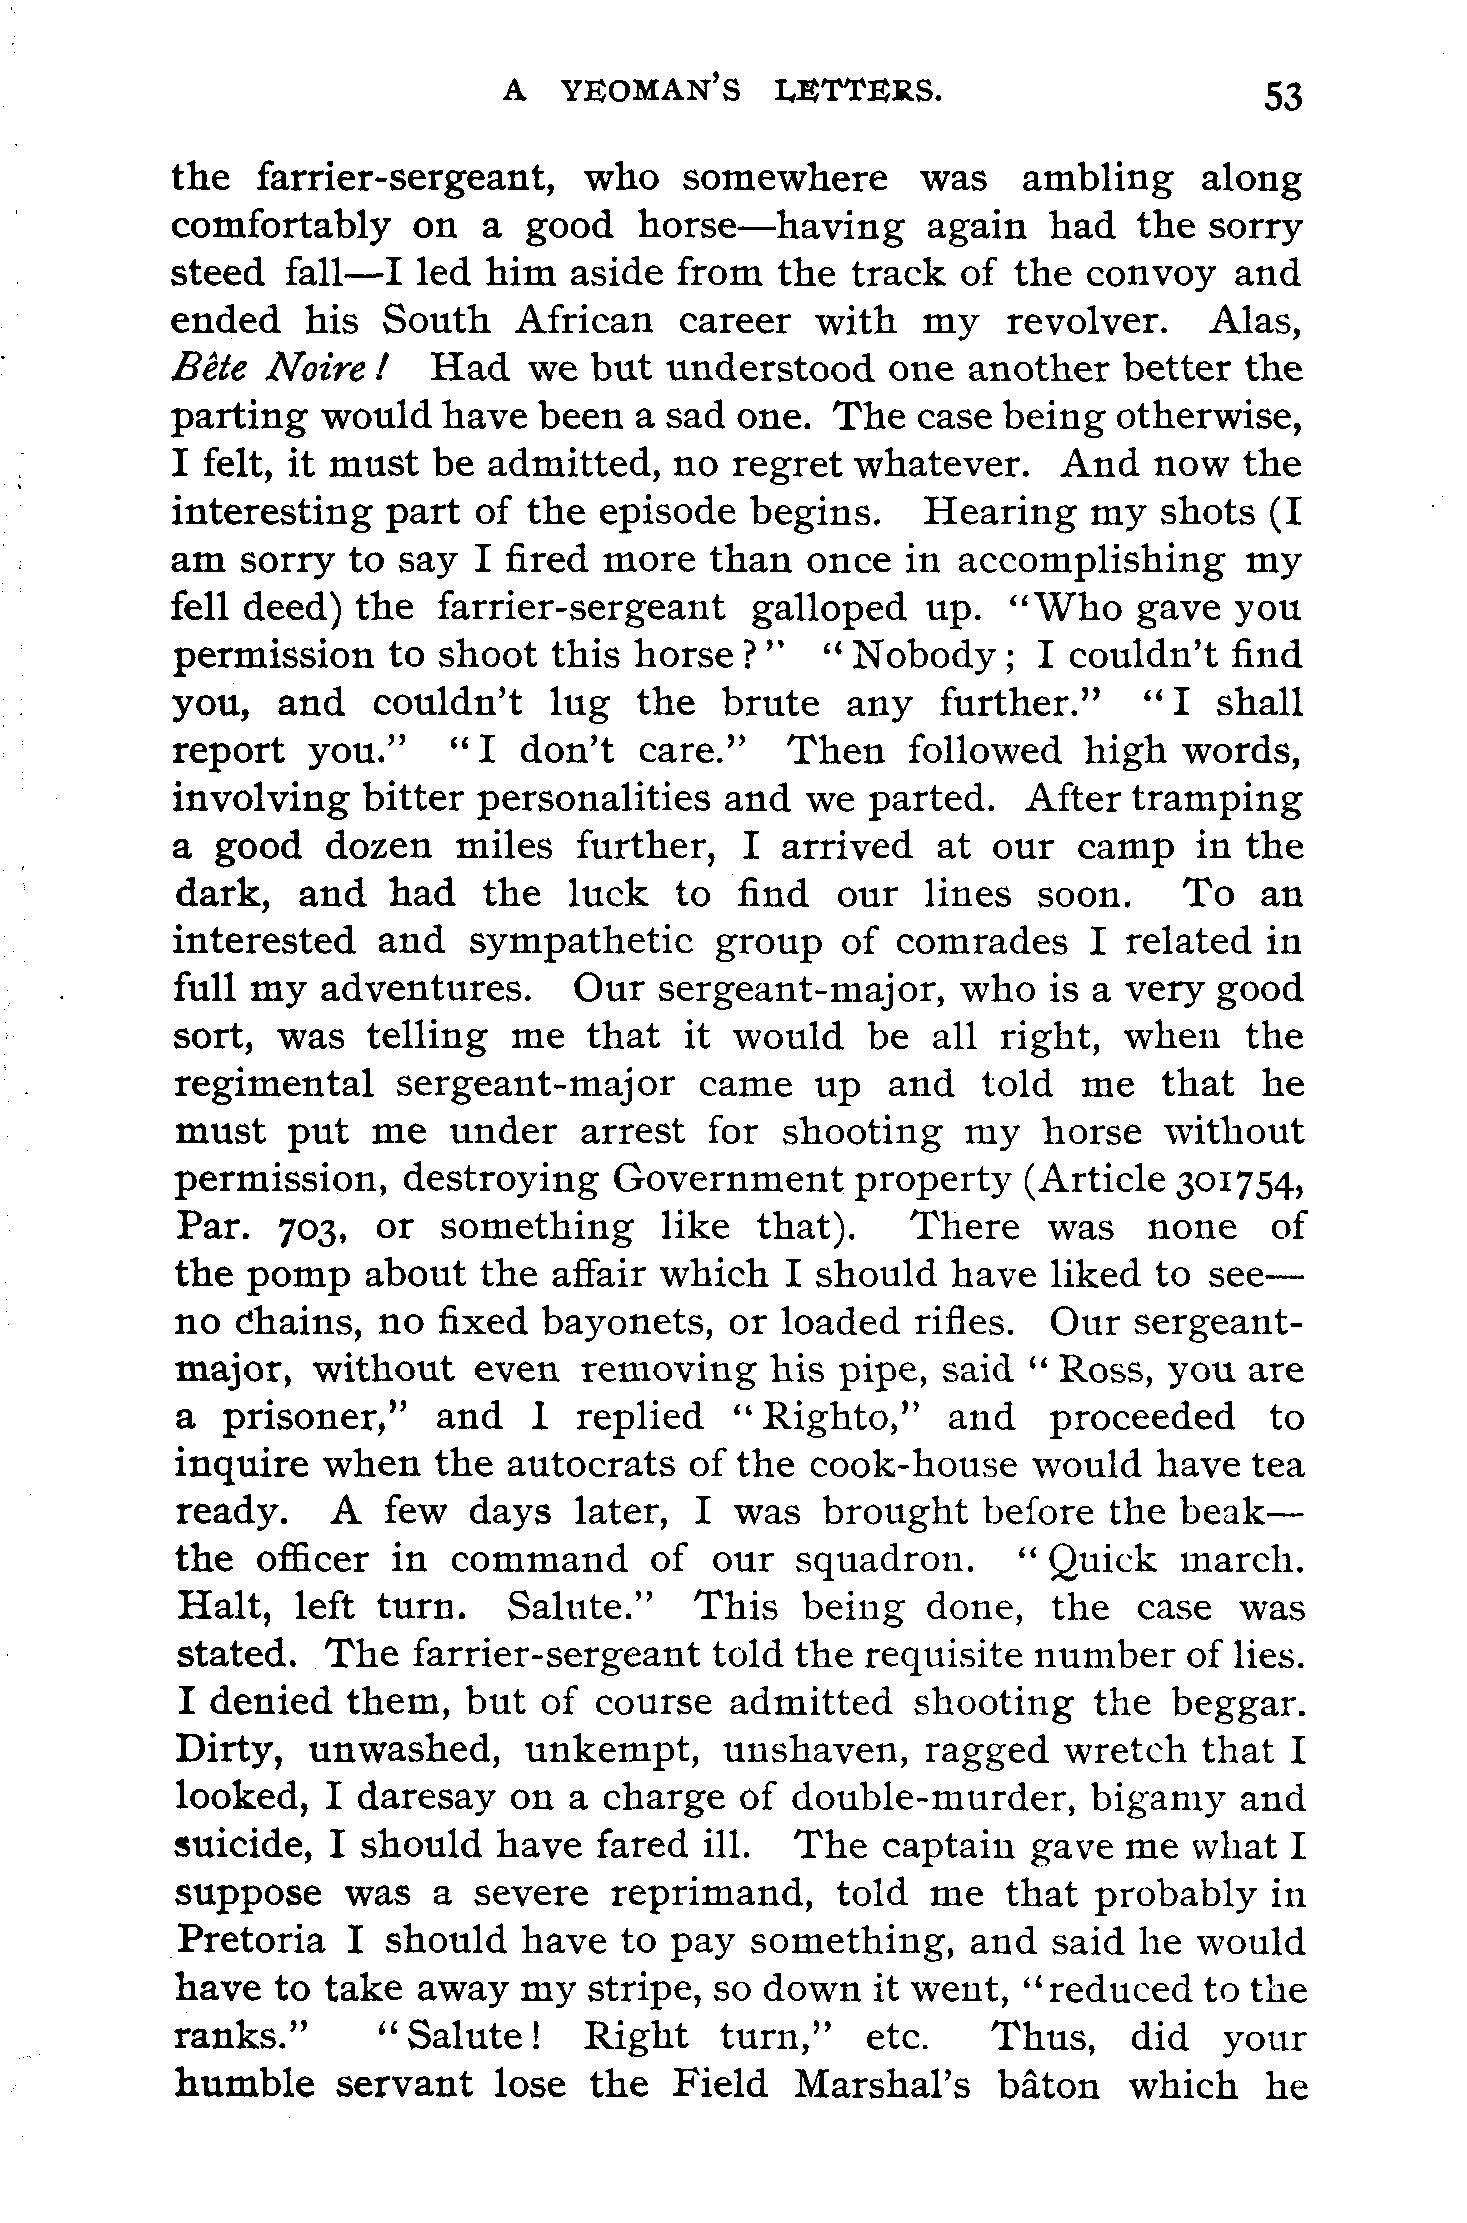 A YEOMAN'S LETTERS. 53
the farrier-sergeant, who somewhere was ambling along
comfortably on a good horse—having again had the sorry
steed fall—I led him aside from the track of the convoy and
ended his South African career with my revolver. Alas,
Bête Noire! Had we but understood one another better the
parting would have been a sad one. The case being otherwise,
I felt, it must be admitted, no regret whatever. And now the
interesting part of the episode begins. Hearing my shots (I
am sorry to say I fired more than once in accomplishing my
fell deed) the farrier-sergeant galloped up. “Who gave you
permission to shoot this horse?” “Nobody; I couldn't find
you, and couldn't lug the brute any further.” “I shall
report you.” “I don't care.” Then followed high words,
involving bitter personalities and we parted. After tramping
a good dozen miles further, I arrived at our camp in the
dark, and had the luck to find our lines soon. To an
interested and sympathetic group of comrades I related in
full my adventures. Our sergeant-major, who is a very good
sort, was telling me that it would be all right, when the
regimental sergeant-major came up and told me that he
must put me under arrest for shooting my horse without
permission, destroying Government property (Article 301754,
Par. 703, or something like that). There was none of
the pomp about the affair which I should have liked to see—
no chains, no fixed bayonets, or loaded rifles. Our sergeant-
major, without even removing his pipe, said “Ross, you are
a prisoner,” and I replied “Righto,” and proceeded to
inquire when the autocrats of the cook-house would have tea
ready. A few days later, I was brought before the beak—
the officer in command of our squadron. “Quick march.
Halt, left turn. Salute.” This being done, the case was
stated. The farrier-sergeant told the requisite number of lies.
I denied them, but of course admitted shooting the beggar.
Dirty, unwashed, unkempt, unshaven, ragged wretch that I
looked, I daresay on a charge of double-murder, bigamy and
suicide, I should have fared ill. The captain gave me what I
suppose was a severe reprimand, told me that probably in
Pretoria I should have to pay something, and said he would
have to take away my stripe, so down it went, “reduced to the
ranks.” “Salute! Right turn,” etc. Thus, did your
humble servant lose the Field Marshal's bâton which he